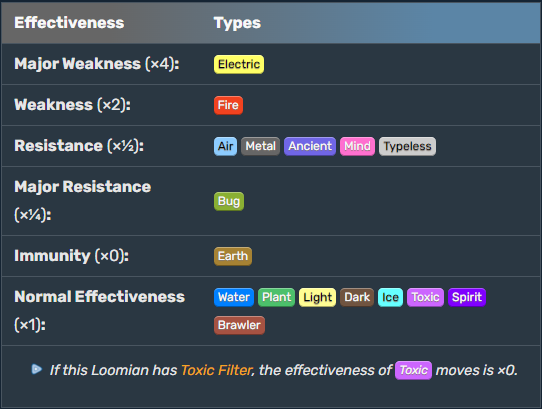 Effectiveness Types
Major Weakness (×4): Electric
Weakness (×2): Fire
Resistance (×½): Air Metal Ancient Mind Typeless
Major Resistance
(×¼): Bug
Immunity (×0): Earth
Normal Effectiveness Water Plant Light Dark Ice Toxic Spirit
(×1): Brawler
If this Loomian has Toxic Filter, the effectiveness of Toxic moves is ×0.